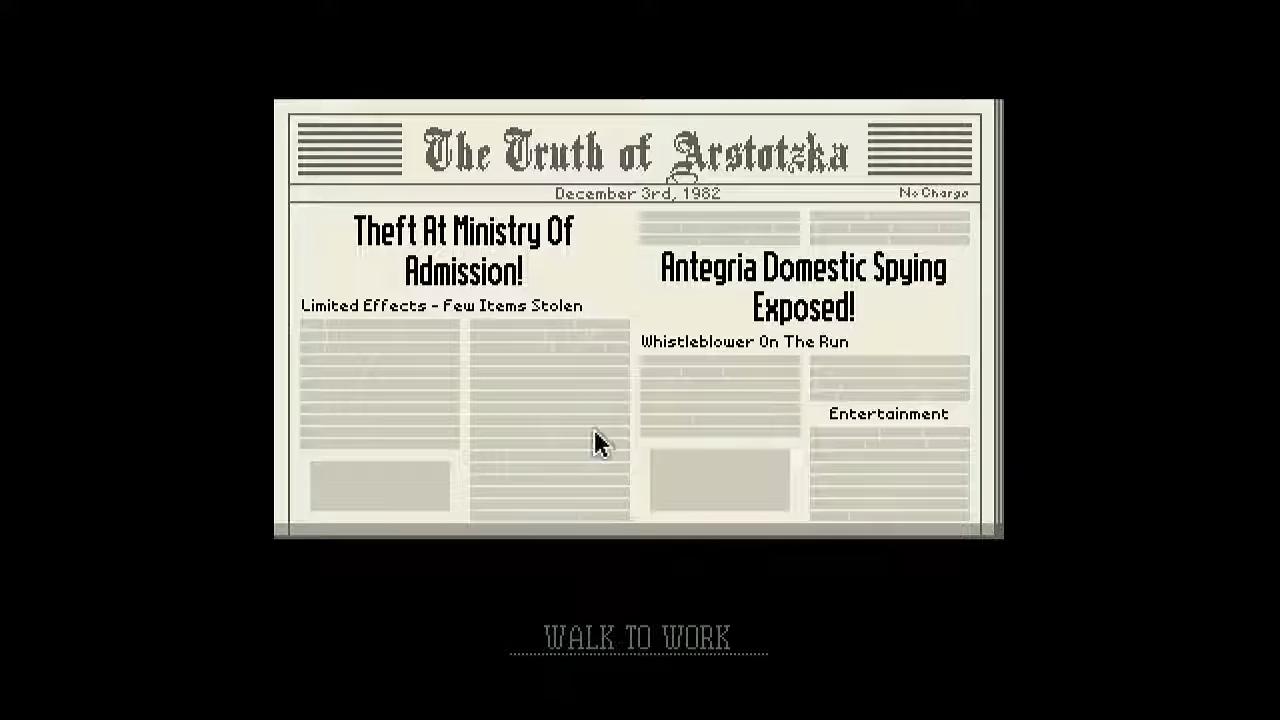 The Truth of Arstotzka
December 3rd, 1982
No Charge
Theft At Ministry Of
Admission!
Limited Effects - Few Items Stolen
Antegria Domestic Spying
Exposed!
Whistleblower On The Run
Entertainment
WALK TO WORK